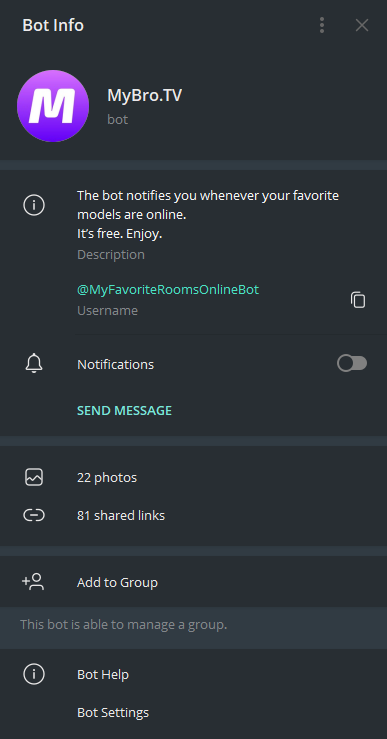 Bot Info
M
MyBro.TV
bot
The bot notifies you whenever your favorite
models are online.
It’s free. Enjoy.
Description
@MyFavoriteRoomsOnlineBot
Username
Notifications
SEND MESSAGE
22 photos
81 shared links
Add to Group
This bot is able to manage a group.
Bot Help
Bot Settings